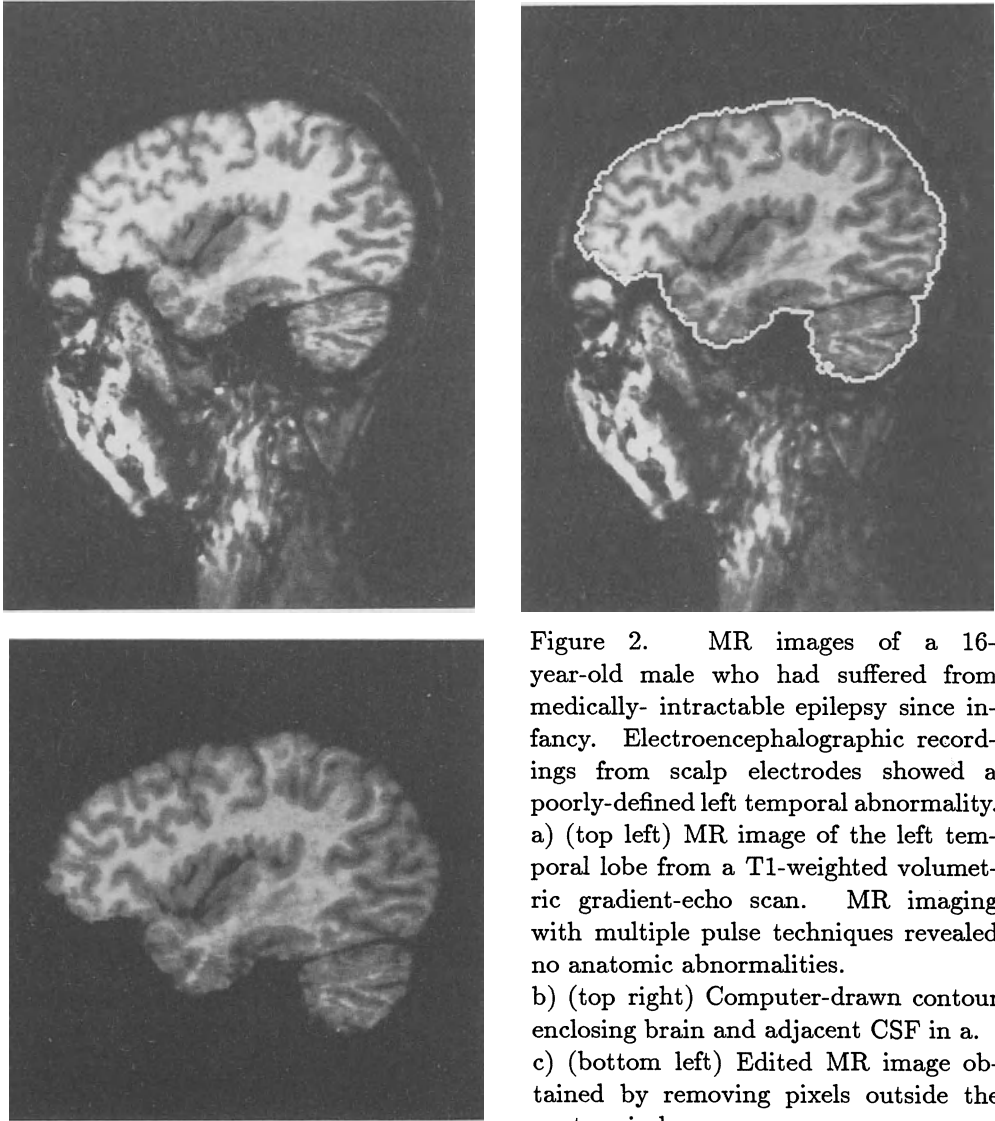 Figure 2. MR images of a 16-
year-old male who had suffered from
medically- intractable epilepsy since in-
fancy. Electroencephalographic record-
ings from scalp electrodes showed a
poorly-defined left temporal abnormality.
a) (top left) MR image of the left tem-
poral lobe from a T1-weighted volumet-
ric gradient-echo scan. MR imaging
with multiple pulse techniques revealed
no anatomic abnormalities.
b) (top right) Computer-drawn contour
enclosing brain and adjacent CSF in a.
c) (bottom left) Edited MR image ob-
tained by removing pixels outside the